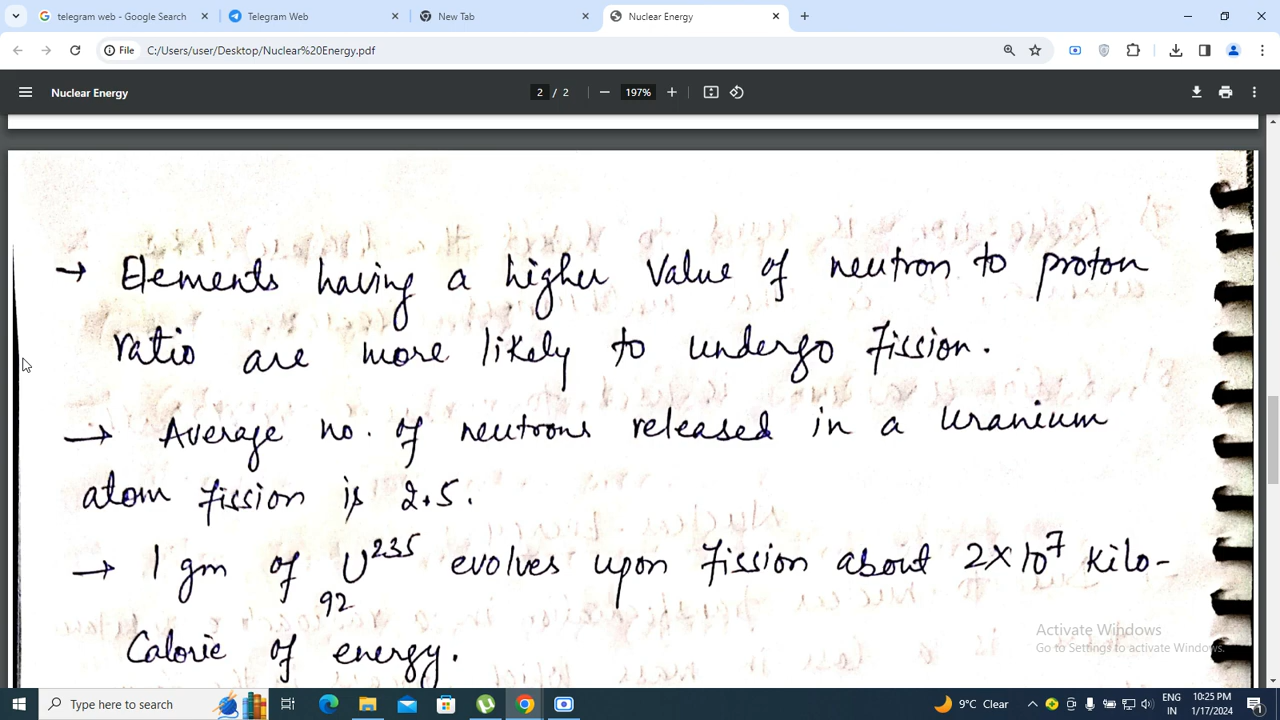 telegram web - Google Search
Telegram Web
New Tab
Nuclear Energy
File
C:/Users/user/Desktop/Nuclear%20Energy.pdf
Nuclear Energy
2 / 2
197%
→ Elements having a higher value of neutron to proton
ratio are more likely to undergo fission.
→ Average no. of neutrons released in a Uranium
atom fission is 2.5.
→ 1 gm of U²³⁵ evolves upon fission about 2×10⁷ kilo-
92
Calorie of energy.
Activate Windows
Go to Settings to activate Windows.
Type here to search
9°C Clear
ENG
IN
10:25 PM
1/17/2024